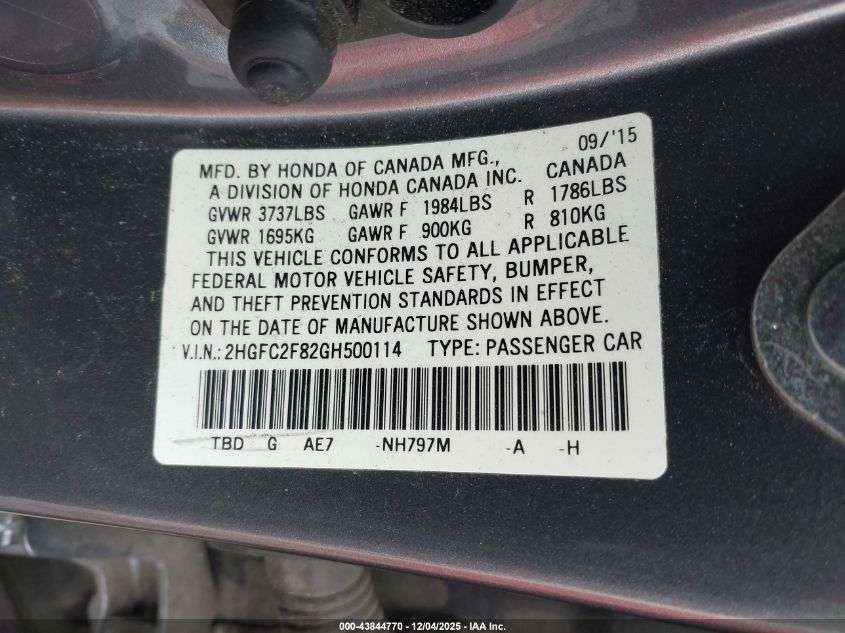 09/'15
MFD. BY HONDA OF CANADA MFG., CANADA
A DIVISION OF HONDA CANADA INC.
GVWR 3737LBS GAWR F 1984LBS R 1786LBS
GVWR 1695KG GAWR F 900KG R 810KG
THIS VEHICLE CONFORMS TO ALL APPLICABLE
FEDERAL MOTOR VEHICLE SAFETY, BUMPER,
AND THEFT PREVENTION STANDARDS IN EFFECT
ON THE DATE OF MANUFACTURE SHOWN ABOVE.
V.I.N.: 2HGFC2F82GH500114 TYPE: PASSENGER CAR
TBD G AE7 -NH797M -A -H
000-43844770 - 12/04/2025 - IAA Inc.